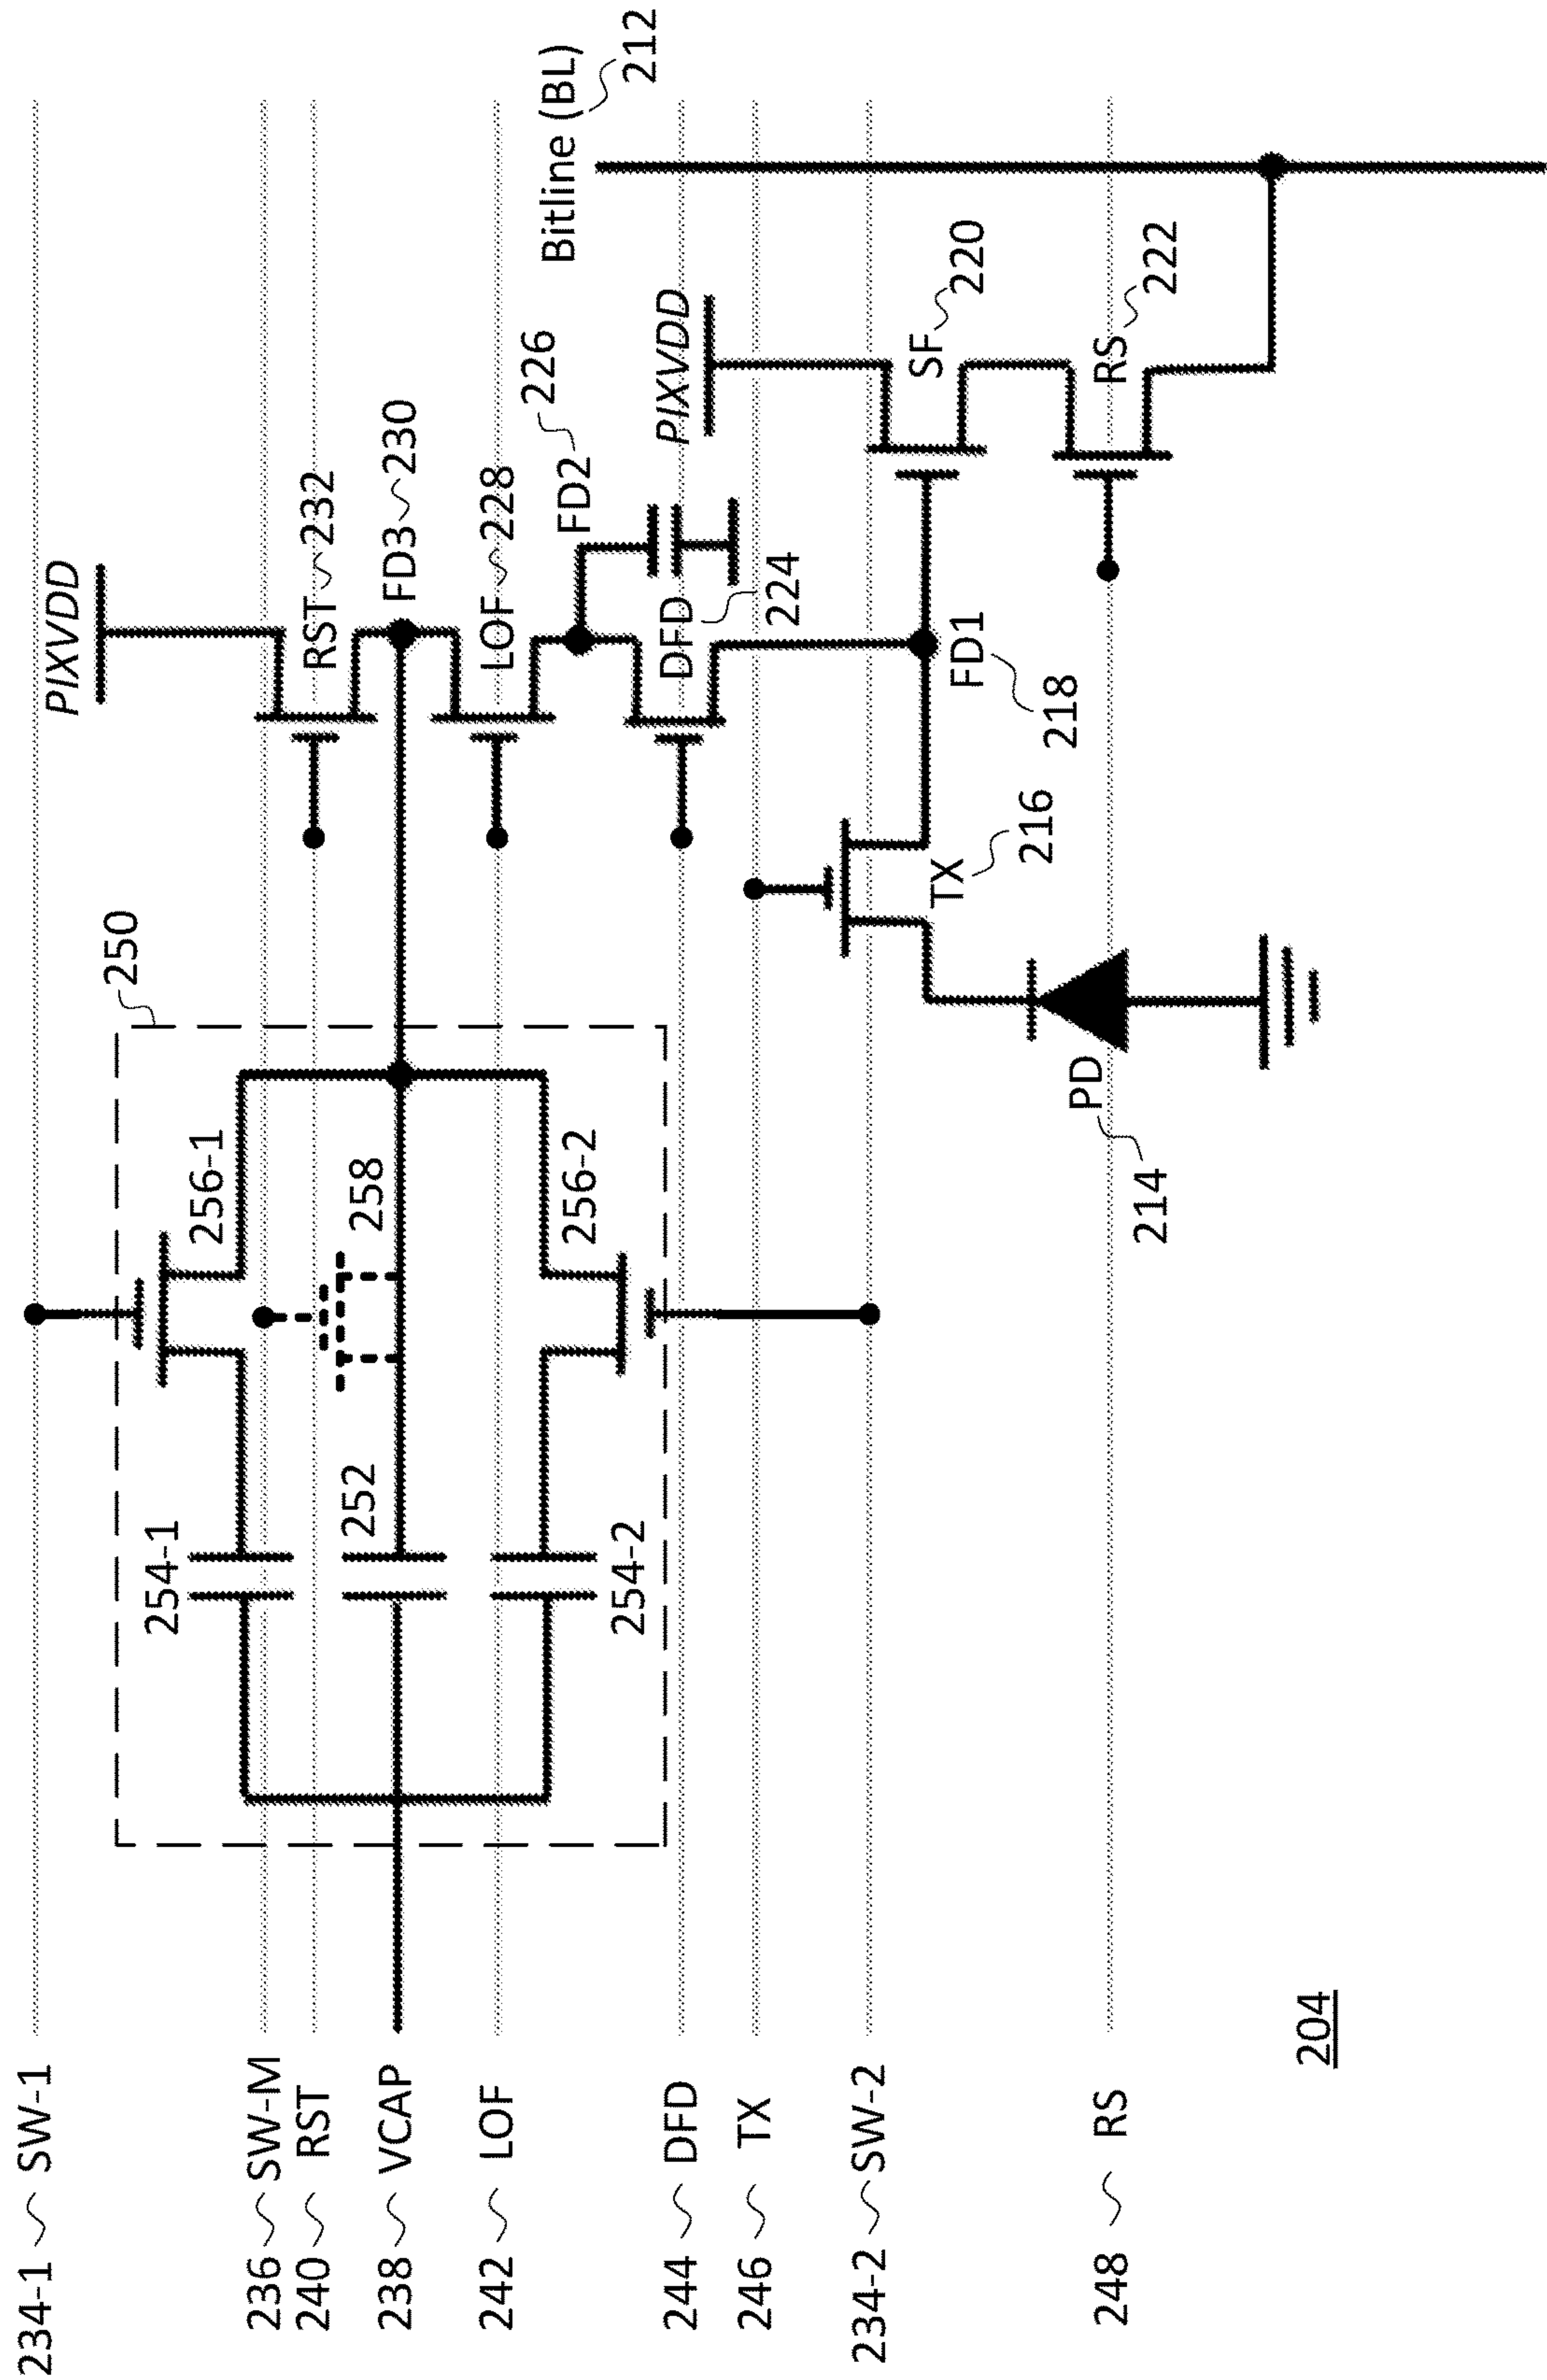 234-1 SW-1
236 SW-M
240 RST
238 VCAP
242 LOF
244 DFD
246 TX
234-2 SW-2
248 RS
204
250
254-1
256-1
252
258
254-2
256-2
PIXVDD
RST 232
FD3 230
LOF 228
FD2
226
DFD
224
PIXVDD
Bitline (BL)
212
SF
220
RS
222
FD1
218
TX
216
PD
214